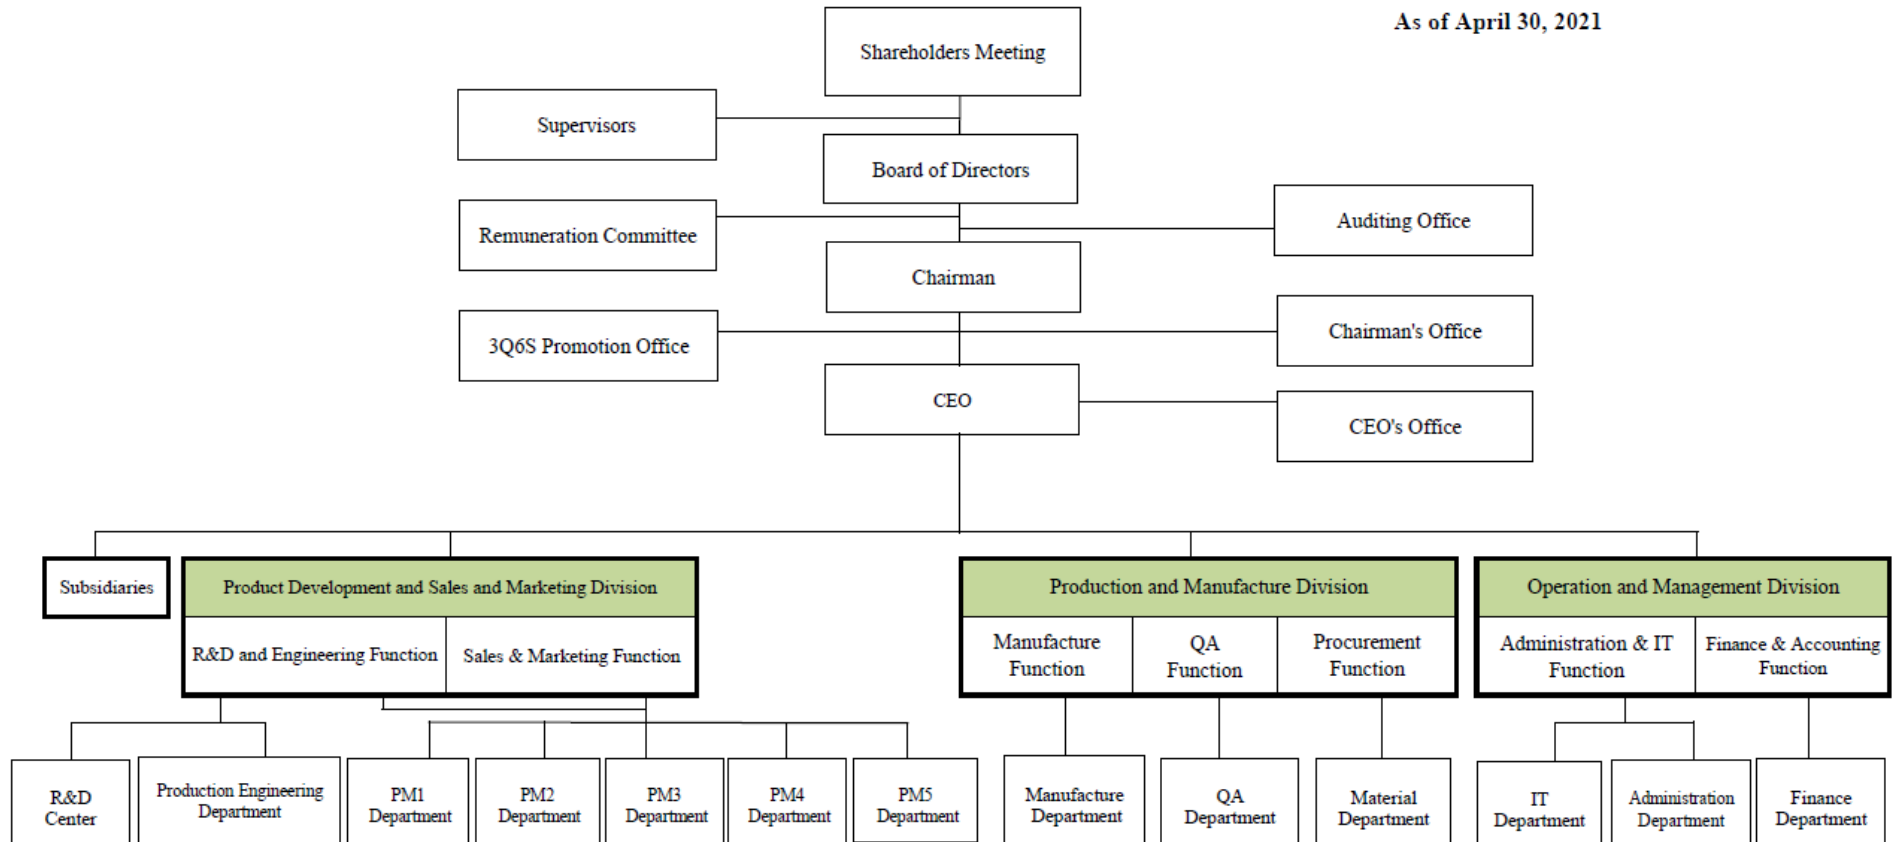 As of April 30, 2021
Shareholders Meeting
Supervisors
Board of Directors
Remuneration Committee
Auditing Office
Chairman
3Q6S Promotion Office
Chairman's Office
CEO
CEO's Office
Subsidiaries
Product Development and Sales and Marketing Division
R&D and Engineering Function
Sales & Marketing Function
Production and Manufacture Division
Manufacture
Function
QA
Function
Procurement
Function
Operation and Management Division
Administration & IT
Function
Finance & Accounting
Function
R&D
Center
Production Engineering
Department
PM1
Department
PM2
Department
PM3
Department
PM4
Department
PM5
Department
Manufacture
Department
QA
Department
Material
Department
IT
Department
Administration
Department
Finance
Department